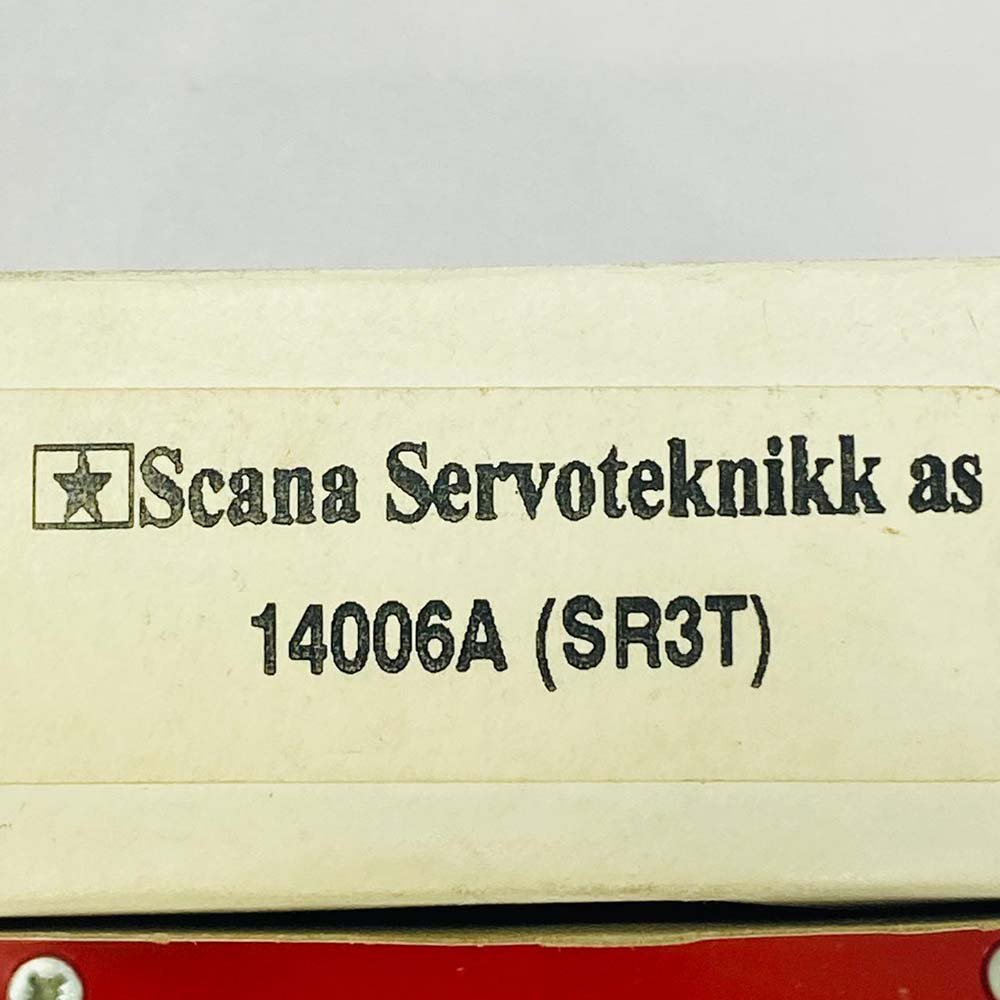 Scana Servoteknikk as
14006A (SR3T)